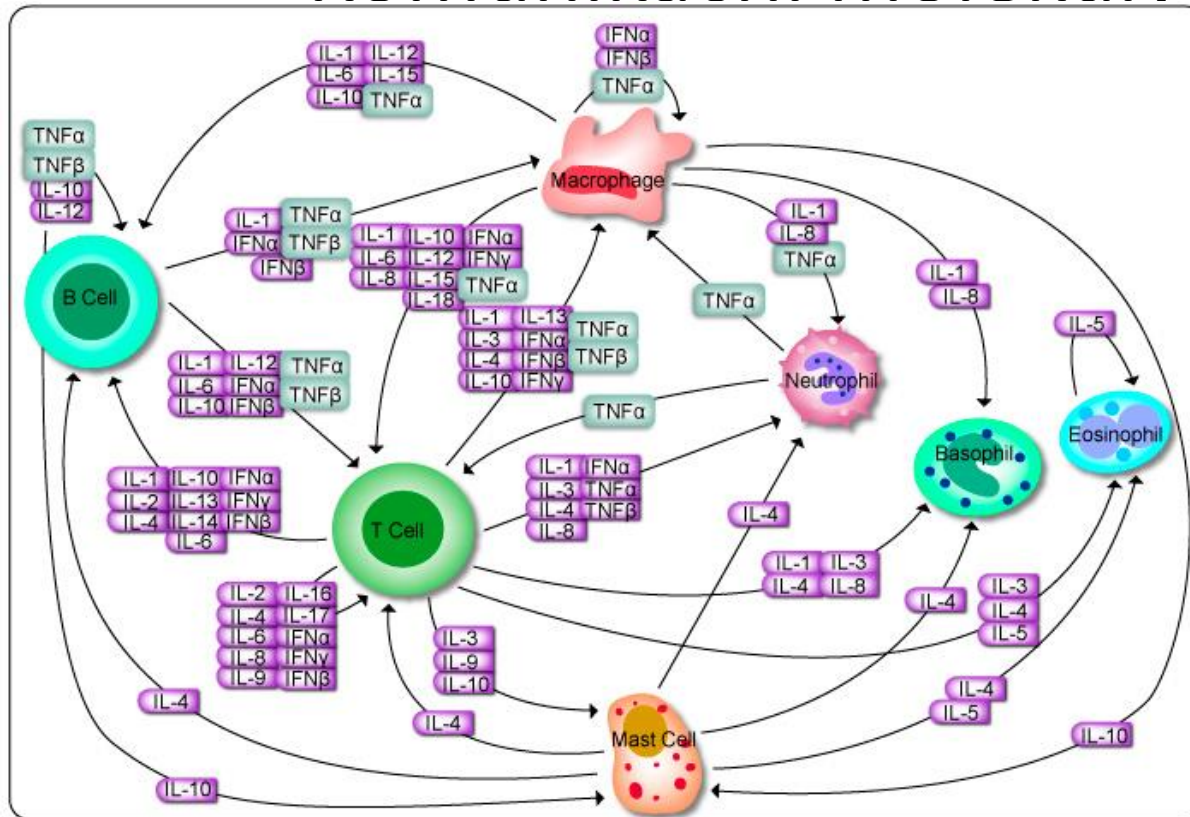 IL-1 IL-12
IL-6 IL-15
IL-10 TNFα
IFNα
IFNβ
TNFα
TNFα
TNFβ
IL-10
IL-12
Macrophage
IL-1 TNFα
IFNα TNFβ
IFNβ
IL-1 IL-10 IFNα
IL-6 IL-12 IFNγ
IL-8 IL-15 TNFα
IL-18
IL-1
IL-8
TNFα
IL-1
IL-8
B Cell
TNFα
IL-5
IL-1 IL-13 TNFα
IL-3 IFNα
IL-4 IFNβ TNFβ
IL-10 IFNγ
IL-1 IL-12 TNFα
IL-6 IFNα
IL-10 IFNβ TNFβ
Neutrophil
TNFα
Eosinophil
Basophil
IL-1 IL-10 IFNα
IL-2 IL-13 IFNγ
IL-4 IL-14 IFNβ
IL-6
T Cell
IL-1 IFNα
IL-3 TNFα
IL-4 TNFβ
IL-8
IL-4
IL-1 IL-3
IL-4 IL-8
IL-4
IL-3
IL-4
IL-5
IL-2 IL-16
IL-4 IL-17
IL-6 IFNα
IL-8 IFNγ
IL-9 IFNβ
IL-3
IL-9
IL-10
IL-4
IL-4
Mast Cell
IL-4
IL-5
IL-10
IL-10